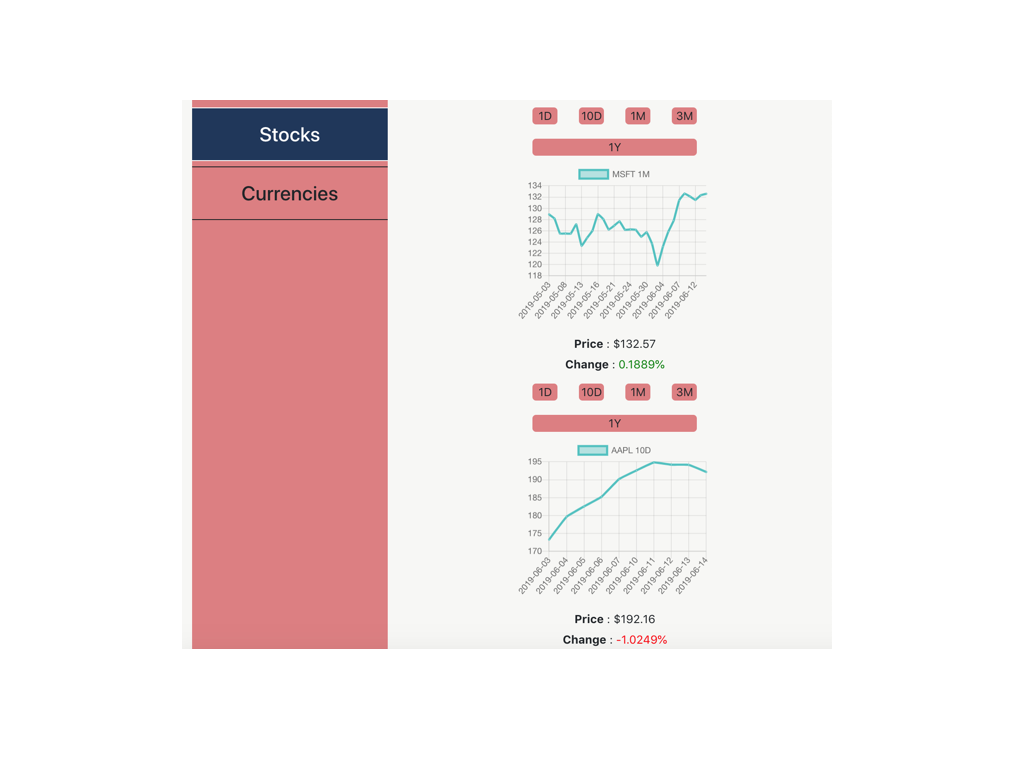 Stocks
Currencies
1D 10D 1M 3M
1Y
MSFT 1M
134
132
130
128
126
124
122
120
118
2019-05-03 2019-05-08 2019-05-13 2019-05-16 2019-05-21 2019-05-24 2019-05-30 2019-06-04 2019-06-07 2019-06-12
Price : $132.57
Change : 0.1889%
1D 10D 1M 3M
1Y
AAPL 10D
195
190
185
180
175
170
2019-06-03 2019-06-04 2019-06-05 2019-06-06 2019-06-07 2019-06-10 2019-06-11 2019-06-12 2019-06-13 2019-06-14
Price : $192.16
Change : -1.0249%